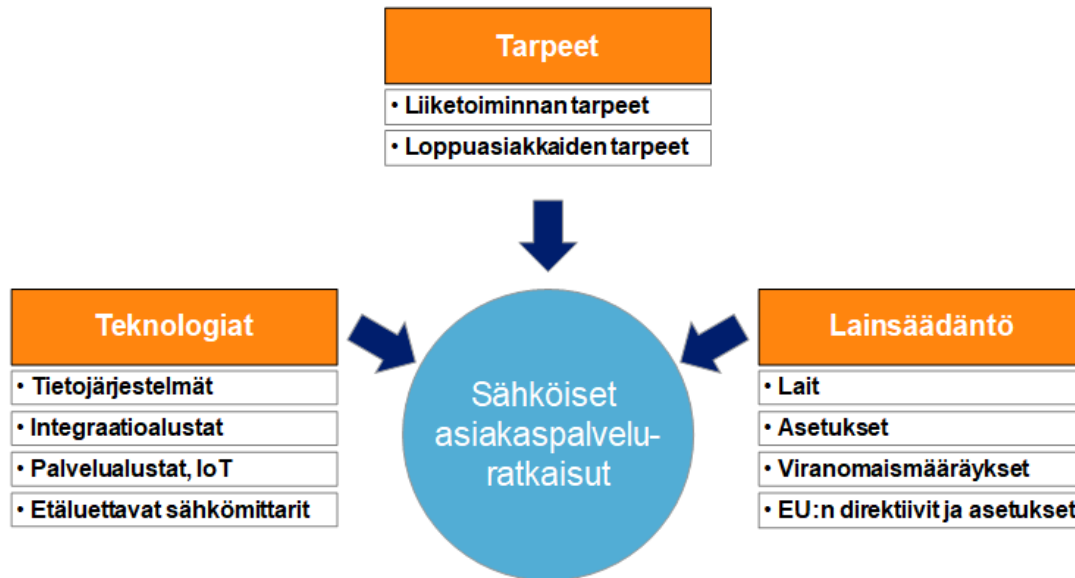 Tarpeet
• Liiketoiminnan tarpeet
• Loppuasiakkaiden tarpeet
Teknologiat
• Tietojärjestelmät
• Integraatioalustat
• Palvelualustat, IoT
• Etäluettavat sähkömittarit
Sähköiset
asiakaspalvelu-
ratkaisut
Lainsäädäntö
• Lait
• Asetukset
• Viranomaismääräykset
• EU:n direktiivit ja asetukset